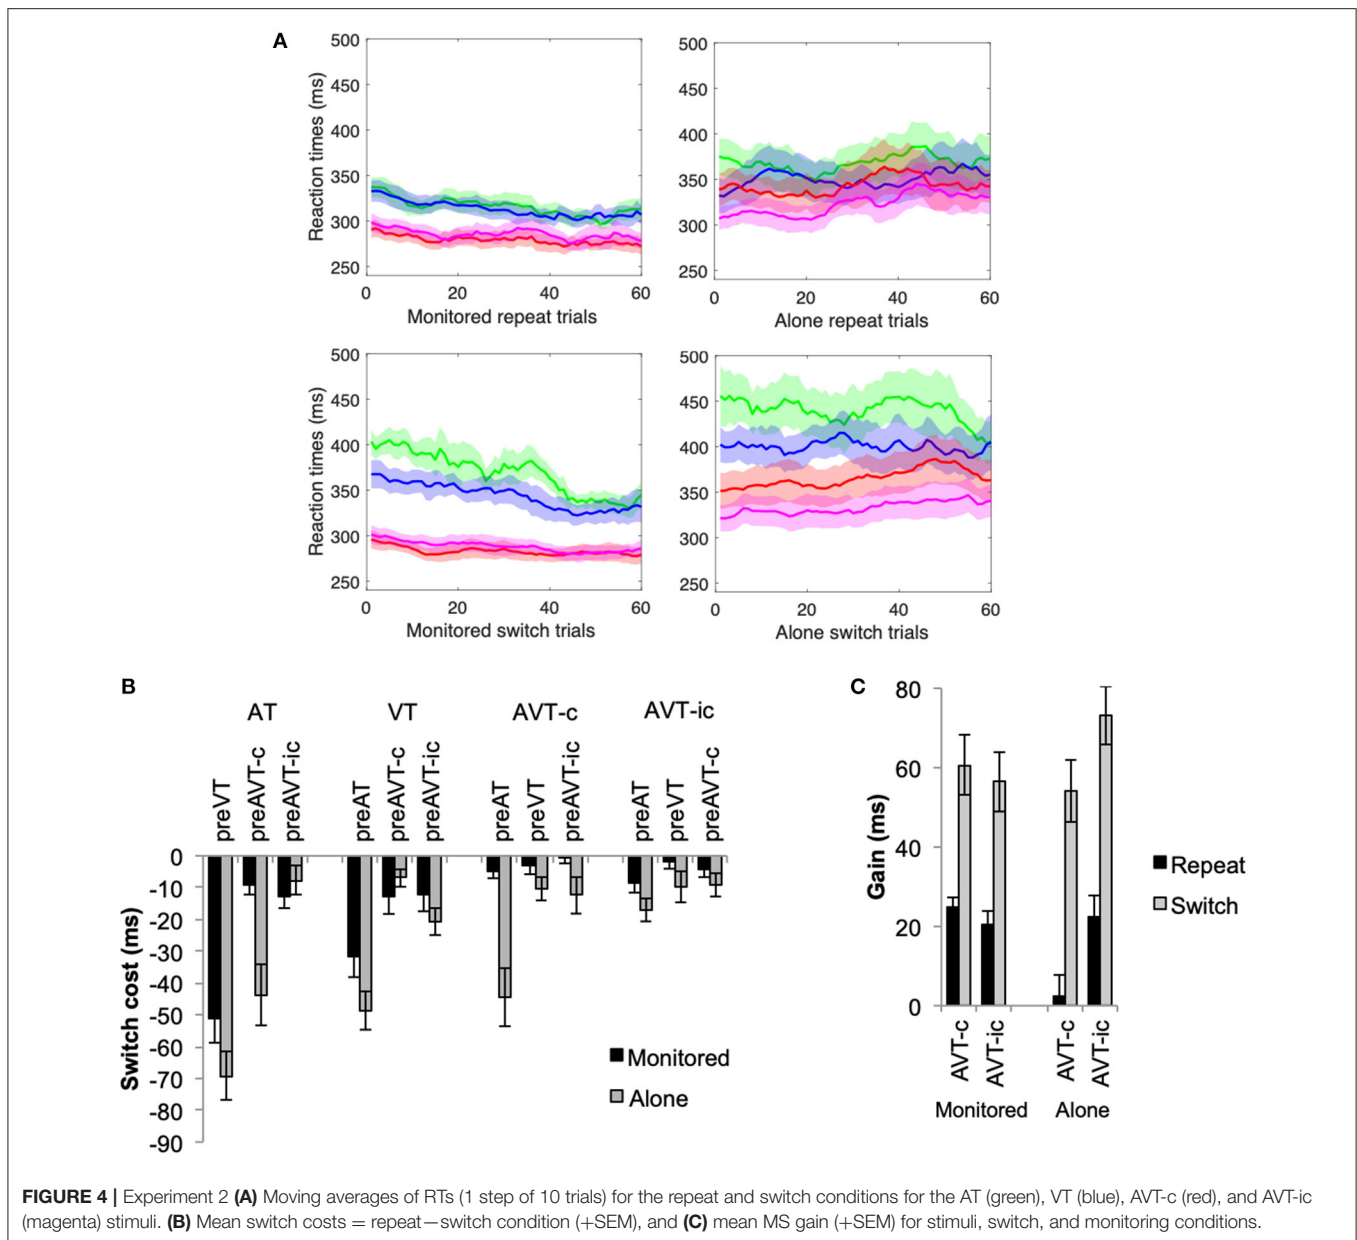 A
500
450
400
350
300
250
Reaction times (ms)
0 20 40 60
Monitored repeat trials
500
450
400
350
300
250
0 20 40 60
Alone repeat trials
500
450
400
350
300
250
Reaction times (ms)
0 20 40 60
Monitored switch trials
500
450
400
350
300
250
0 20 40 60
Alone switch trials
B
AT VT AVT-c AVT-ic
preVT
preAVT-c
preAVT-ic
preAT
preAVT-c
preAVT-ic
preAT
preVT
preAVT-ic
preAT
preVT
preAVT-c
0
-10
-20
-30
-40
-50
-60
-70
-80
-90
Switch cost (ms)
Monitored
Alone
C
80
60
40
20
0
Gain (ms)
AVT-c
AVT-ic
AVT-c
AVT-ic
Monitored Alone
Repeat
Switch
FIGURE 4 | Experiment 2 (A) Moving averages of RTs (1 step of 10 trials) for the repeat and switch conditions for the AT (green), VT (blue), AVT-c (red), and AVT-ic
(magenta) stimuli. (B) Mean switch costs = repeat—switch condition (+SEM), and (C) mean MS gain (+SEM) for stimuli, switch, and monitoring conditions.